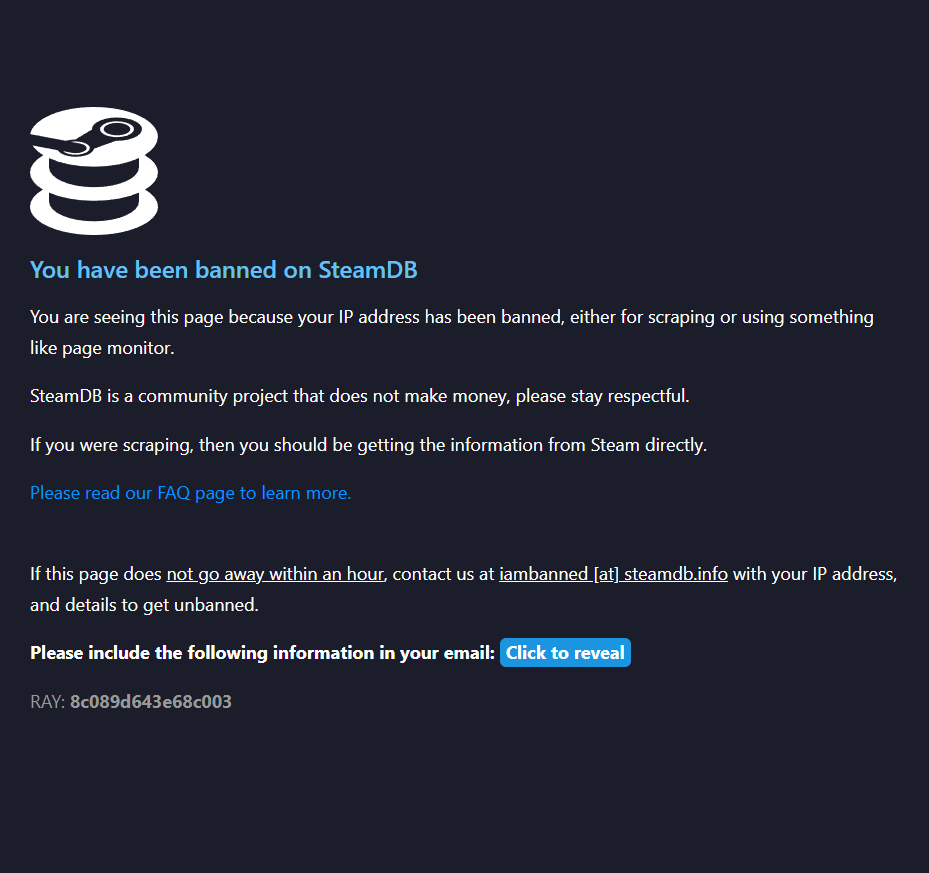 You have been banned on SteamDB
You are seeing this page because your IP address has been banned, either for scraping or using something
like page monitor.
SteamDB is a community project that does not make money, please stay respectful.
If you were scraping, then you should be getting the information from Steam directly.
Please read our FAQ page to learn more.
If this page does not go away within an hour, contact us at iambanned [at] steamdb.info with your IP address,
and details to get unbanned.
Please include the following information in your email: Click to reveal
RAY: 8c089d643e68c003